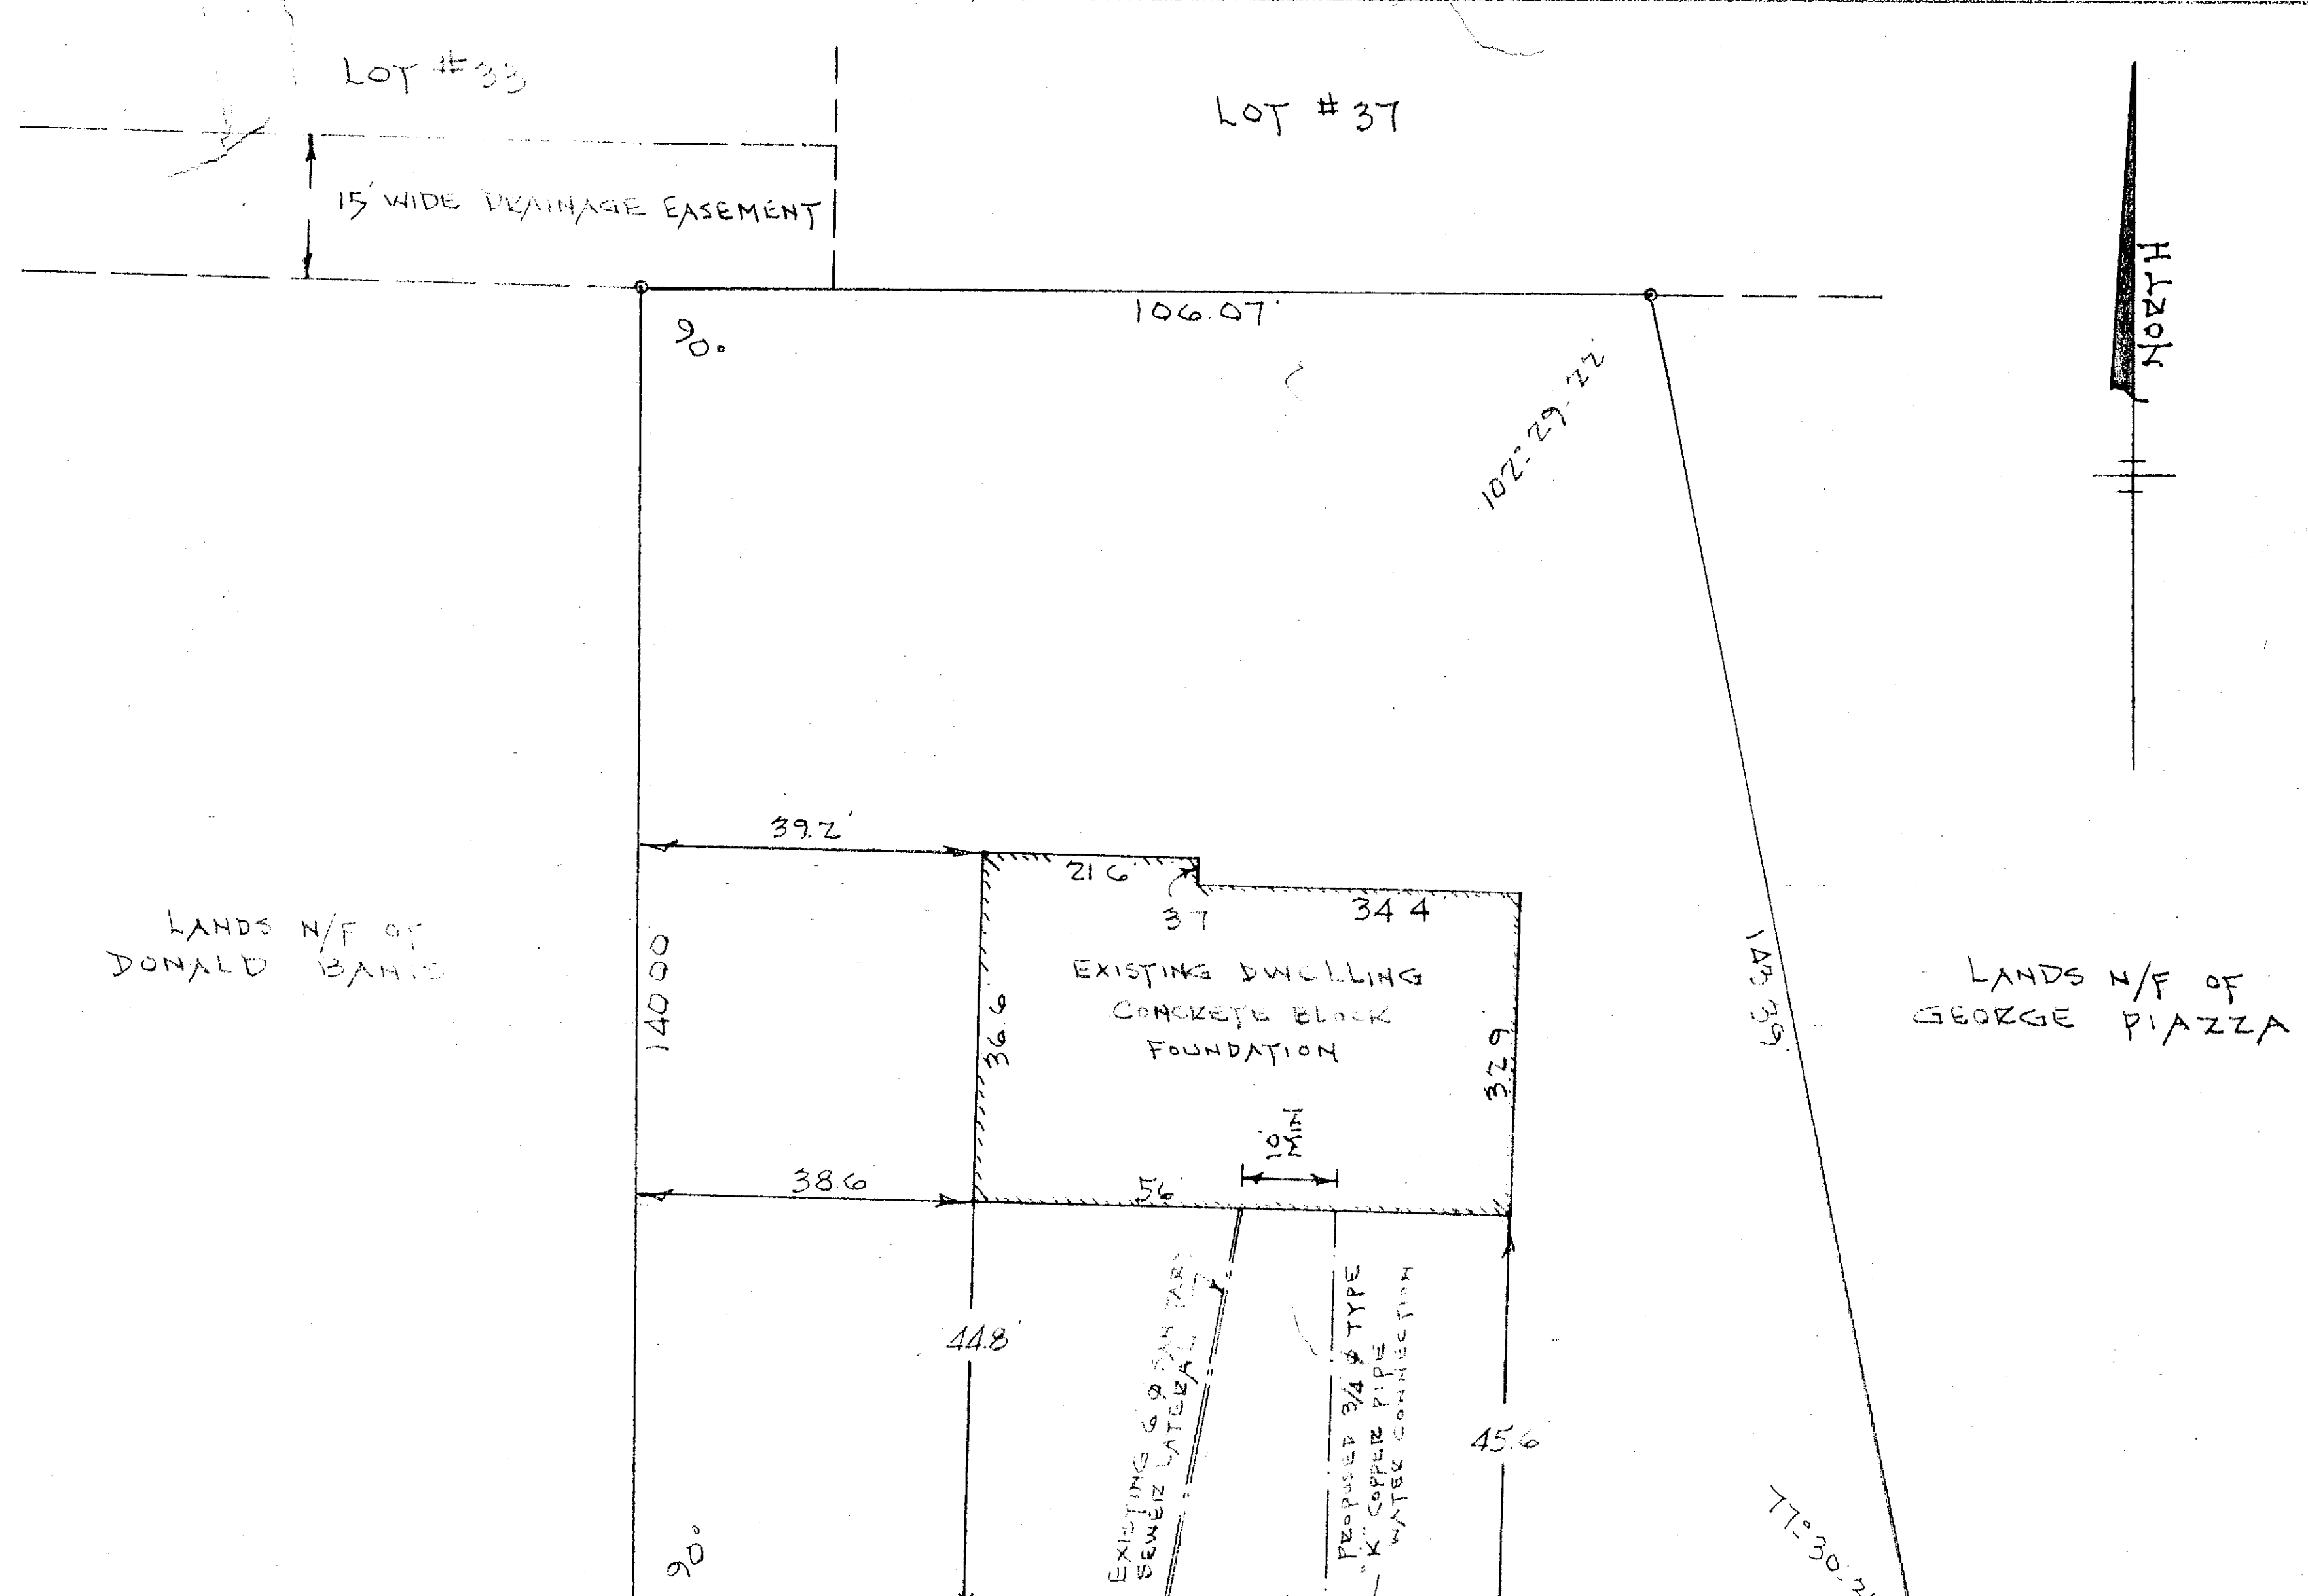 LOT #33
LOT #37
15' WIDE DRAINAGE EASEMENT
NORTH
106.07'
90°
102°-29'-22"
39.2'
21.6'
3.7
34.4
LANDS N/F OF
DONALD
140.00
EXISTING DWELLING
CONCRETE BLOCK
FOUNDATION
36.6
32.9
143.39'
LANDS N/F OF
GEORGE PIAZZA
10'
MIN
38.6
56'
44.8'
EXISTING 6" Ø SANITARY
SEWER LATERAL
PROPOSED 3/4" Ø TYPE
"K" COPPER PIPE
WATER CONNECTION
45.6'
90°
77°-30'